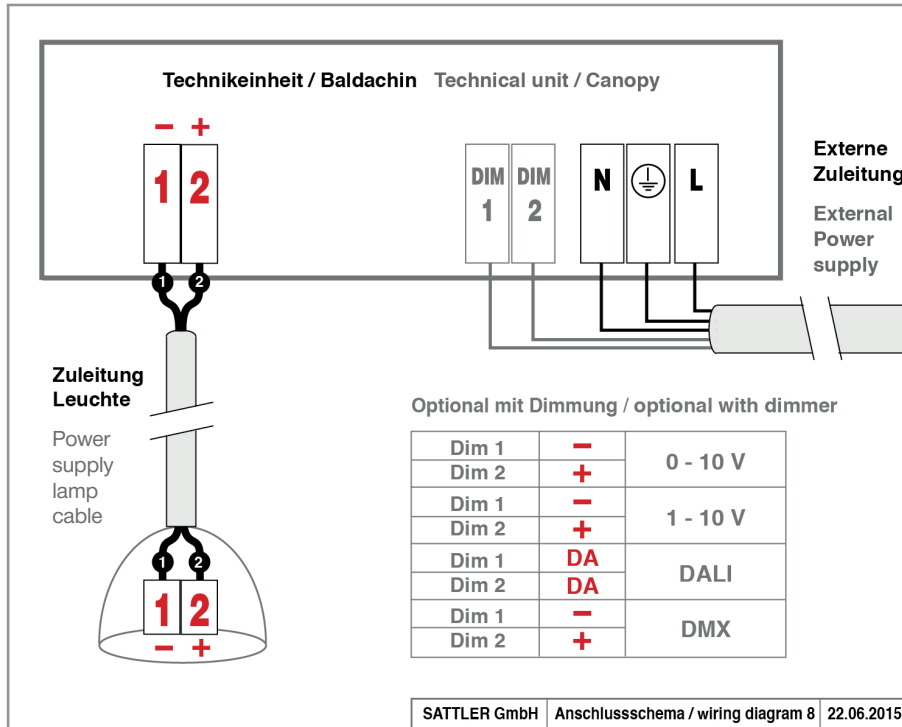 Technikeinheit / Baldachin Technical unit / Canopy
− +
1 2
DIM 1
DIM 2
N
L
Externe
Zuleitung
External
Power
supply
1 2
Zuleitung
Leuchte
Power
supply
lamp
cable
1 2
1 2
− +
Optional mit Dimmung / optional with dimmer
Dim 1 − 0 - 10 V
Dim 2 +
Dim 1 − 1 - 10 V
Dim 2 +
Dim 1 DA DALI
Dim 2 DA
Dim 1 − DMX
Dim 2 +
SATTLER GmbH Anschlussschema / wiring diagram 8 22.06.2015